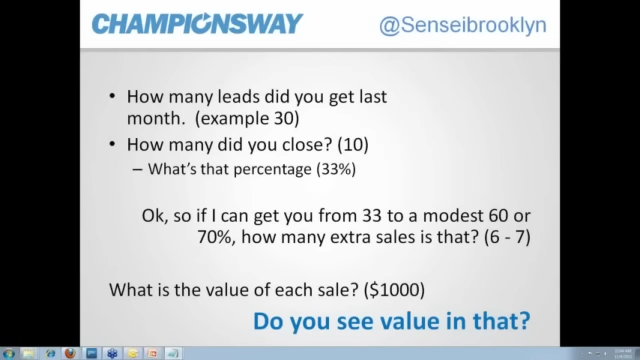 CHAMPIONSWAY
@Senseibrooklyn
• How many leads did you get last
month. (example 30)
• How many did you close? (10)
– What's that percentage (33%)
Ok, so if I can get you from 33 to a modest 60 or
70%, how many extra sales is that? (6 - 7)
What is the value of each sale? ($1000)
Do you see value in that?